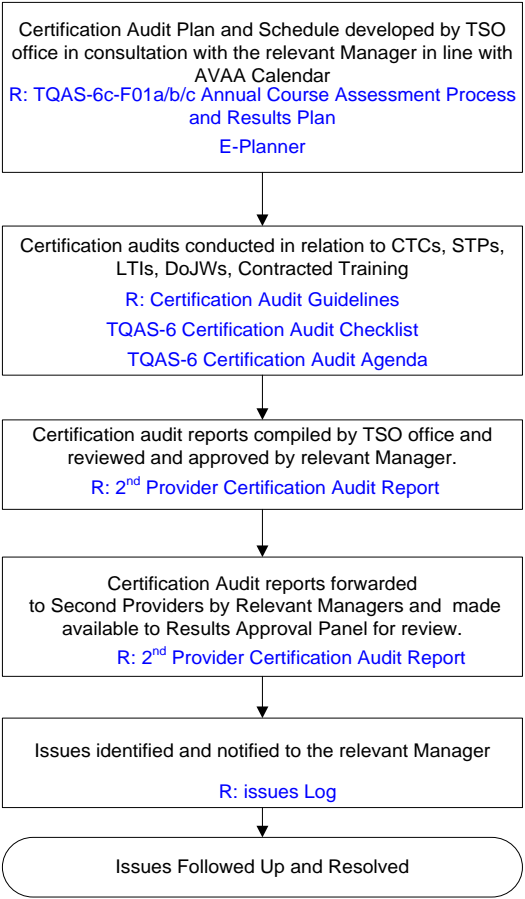 Certification Audit Plan and Schedule developed by TSO
office in consultation with the relevant Manager in line with
AVAA Calendar
R: TQAS-6c-F01a/b/c Annual Course Assessment Process
and Results Plan
E-Planner
Certification audits conducted in relation to CTCs, STPs,
LTIs, DoJWs, Contracted Training
R: Certification Audit Guidelines
TQAS-6 Certification Audit Checklist
TQAS-6 Certification Audit Agenda
Certification audit reports compiled by TSO office and
reviewed and approved by relevant Manager.
R: 2nd Provider Certification Audit Report
Certification Audit reports forwarded
to Second Providers by Relevant Managers and made
available to Results Approval Panel for review.
R: 2nd Provider Certification Audit Report
Issues identified and notified to the relevant Manager
R: issues Log
Issues Followed Up and Resolved